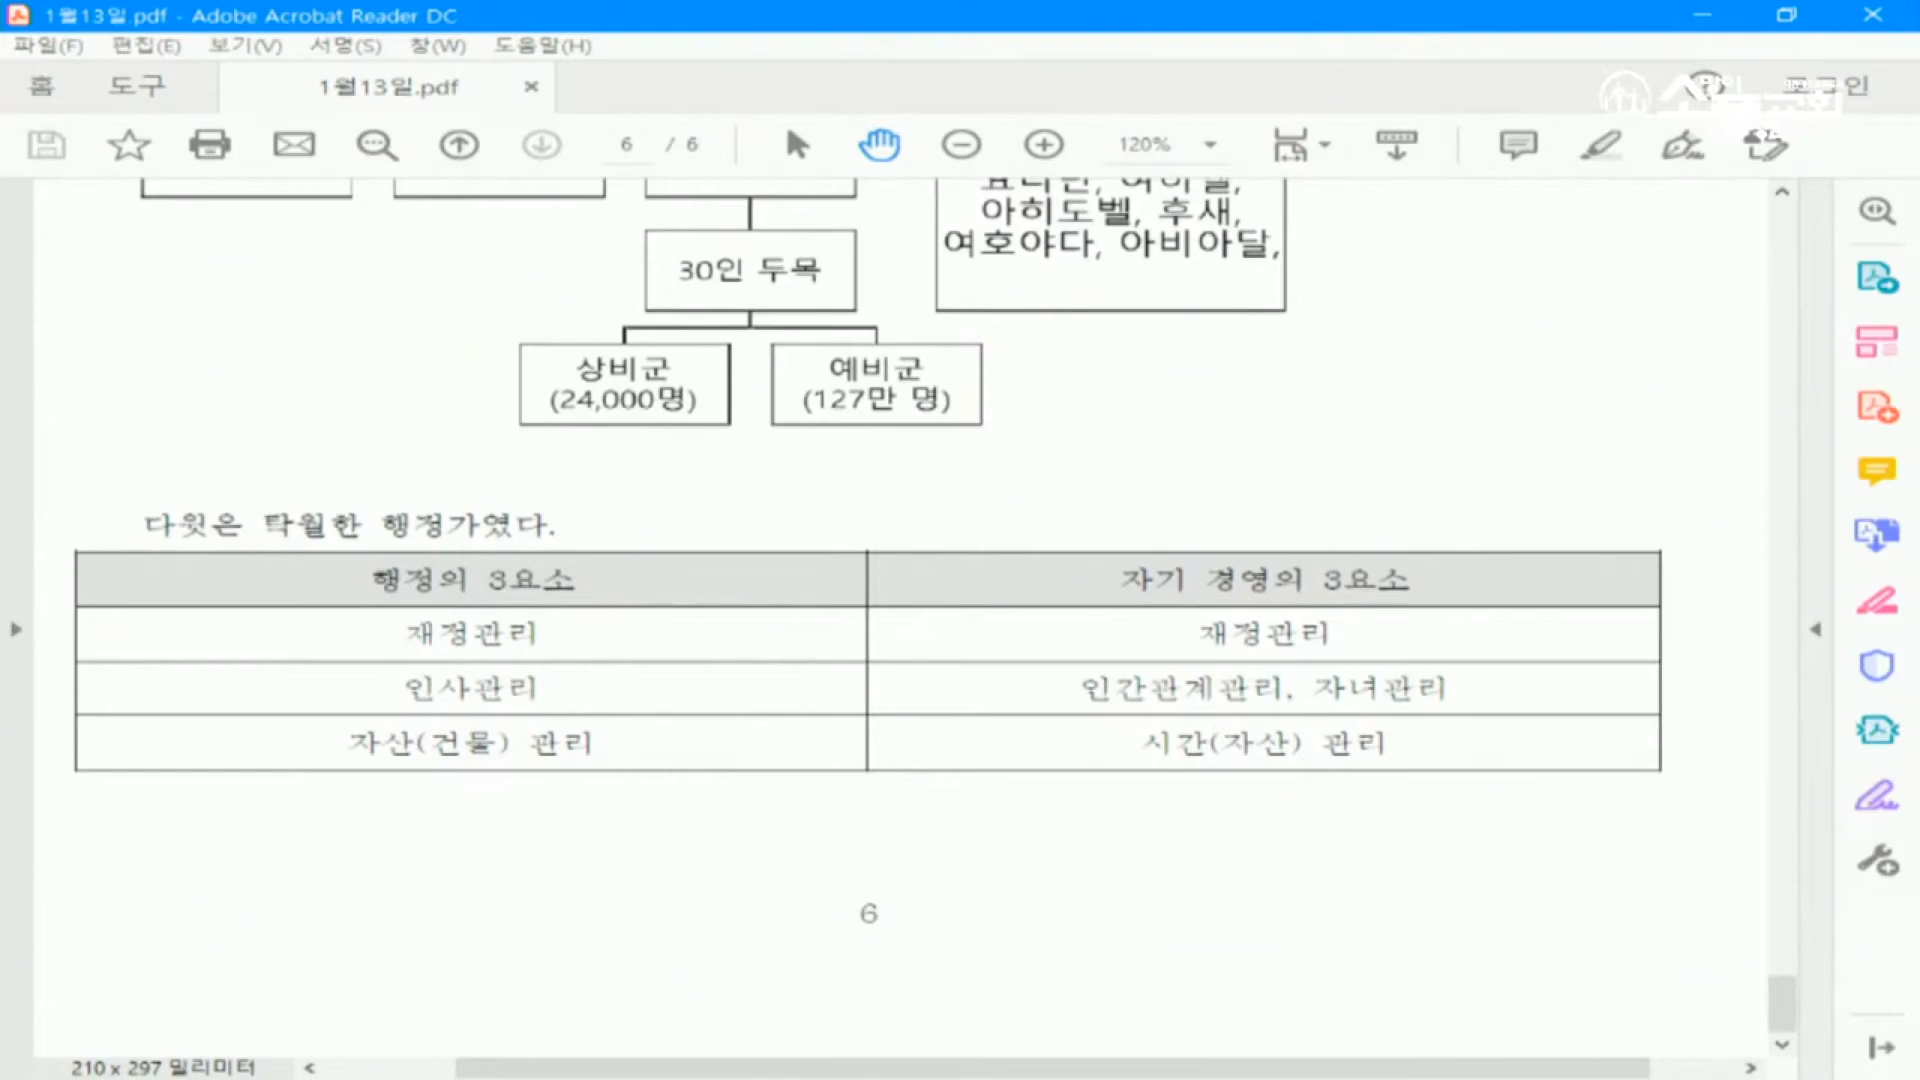 1월13일.pdf - Adobe Acrobat Reader DC
파일(F) 편집(E) 보기(V) 서명(S) 창(W) 도움말(H)
홈 도구 1월13일.pdf
6 / 6 120%
아히도벨, 후새,
여호야다, 아비아달,
30인 두목
상비군 예비군
(24,000명) (127만 명)
다윗은 탁월한 행정가였다.
행정의 3요소 자기 경영의 3요소
재정관리 재정관리
인사관리 인간관계관리, 자녀관리
자산(건물) 관리 시간(자산) 관리
6
210 x 297 밀리미터